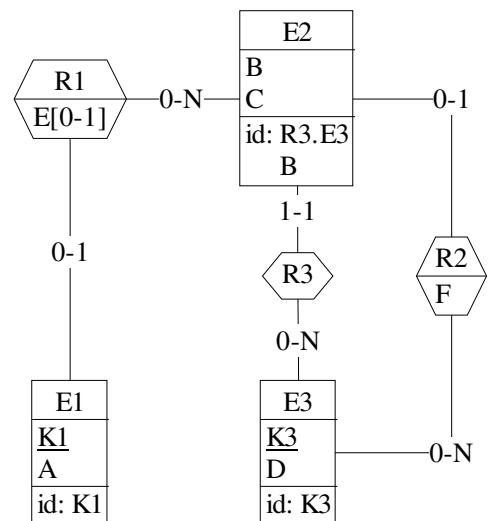 E2
B
C
id: R3.E3
B
R1
E[0-1]
0-N
0-1
1-1
0-1
R3
R2
F
0-N
E1
K1
A
id: K1
E3
K3
D
id: K3
0-N